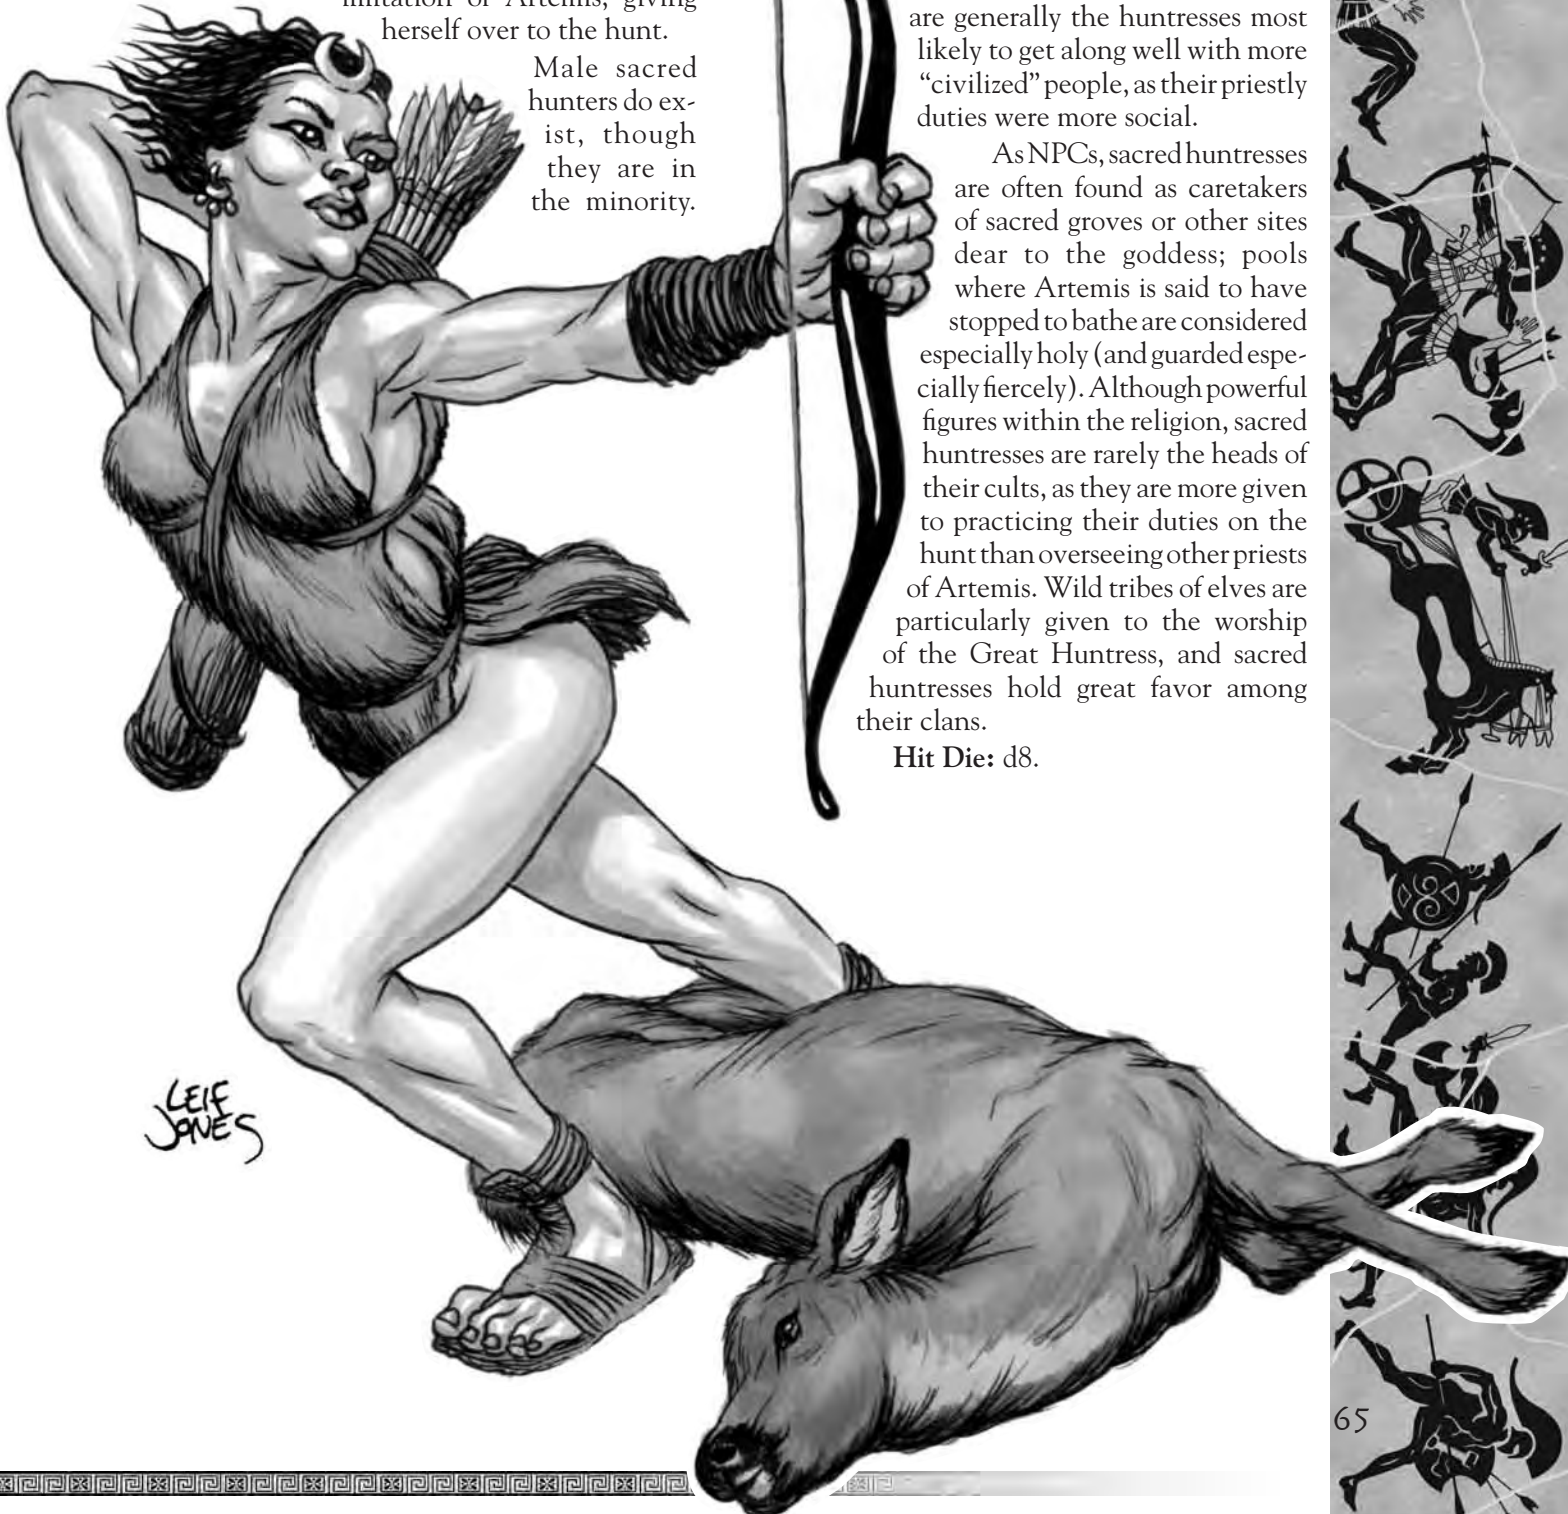 imitation of Artemis, giving
herself over to the hunt.
Male sacred
hunters do ex-
ist, though
they are in
the minority.
are generally the huntresses most
likely to get along well with more
“civilized” people, as their priestly
duties were more social.
As NPCs, sacred huntresses
are often found as caretakers
of sacred groves or other sites
dear to the goddess; pools
where Artemis is said to have
stopped to bathe are considered
especially holy (and guarded espe-
cially fiercely). Although powerful
figures within the religion, sacred
huntresses are rarely the heads of
their cults, as they are more given
to practicing their duties on the
hunt than overseeing other priests
of Artemis. Wild tribes of elves are
particularly given to the worship
of the Great Huntress, and sacred
huntresses hold great favor among
their clans.
Hit Die: d8.
LEIF
JONES
65